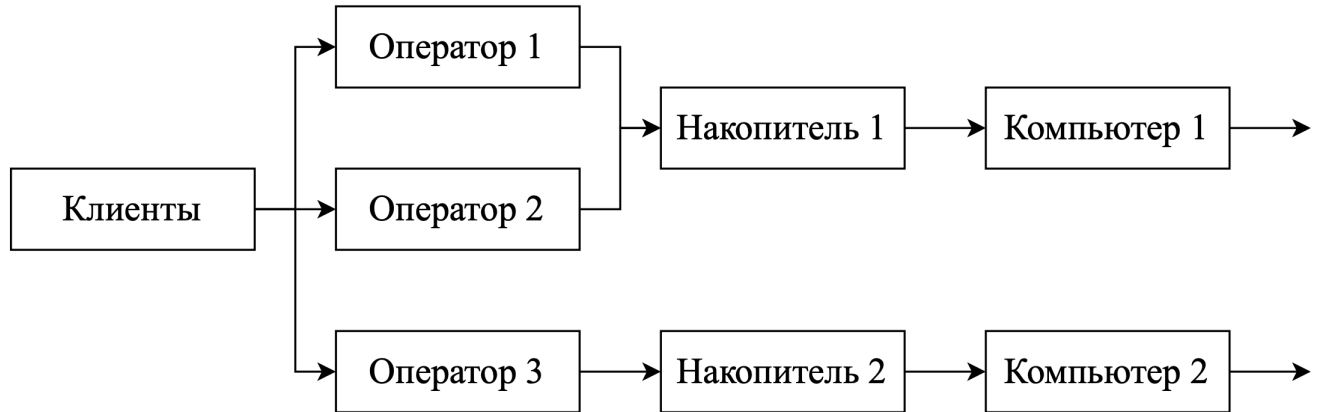 Оператор 1
Накопитель 1
Компьютер 1
Клиенты
Оператор 2
Оператор 3
Накопитель 2
Компьютер 2